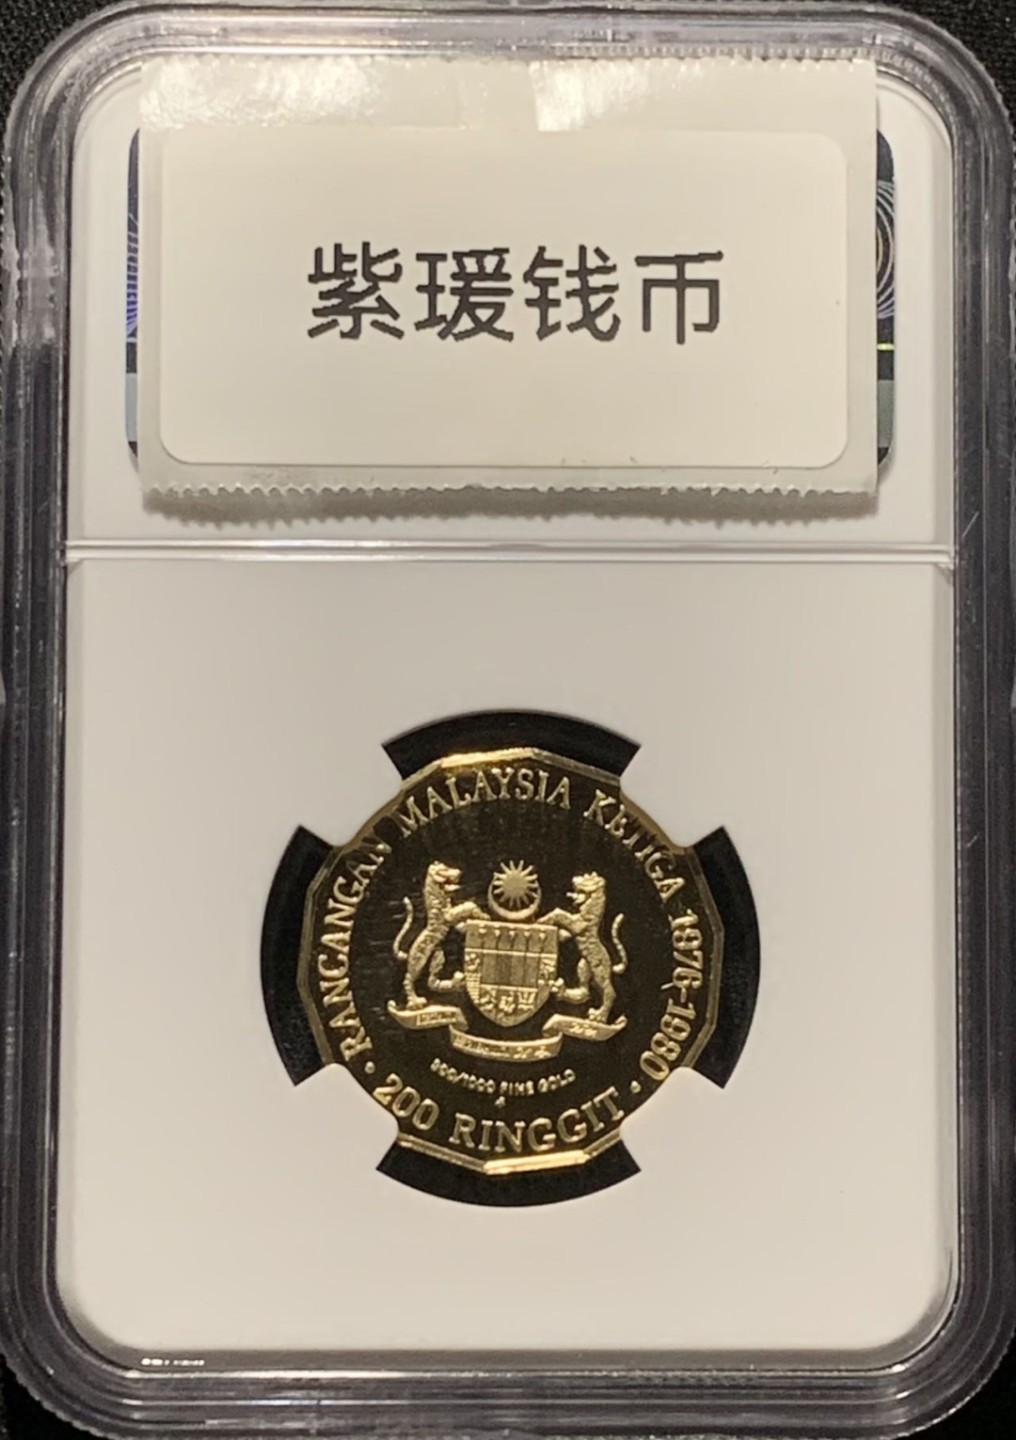 紫瑗钱币
RANCANGAN MALAYSIA KETIGA 1976-1980
900/1000 FINE GOLD
• 200 RINGGIT •